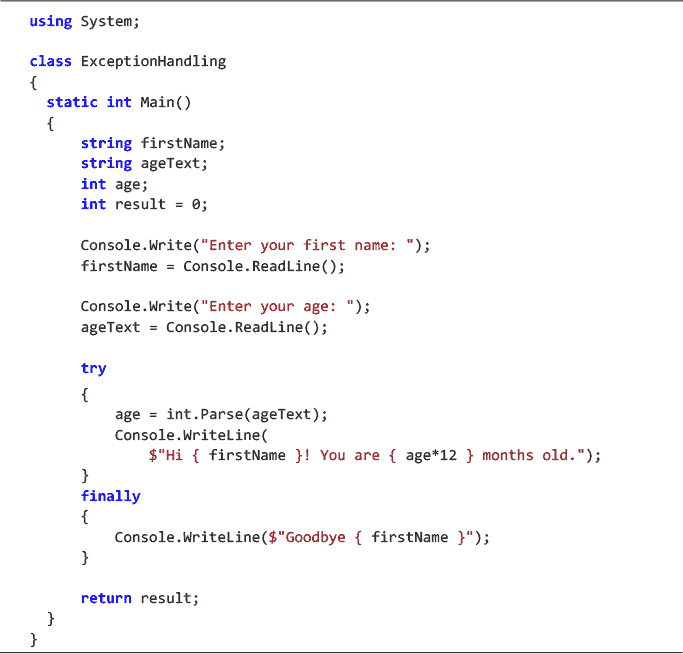 using System;

class ExceptionHandling
{
  static int Main()
  {
      string firstName;
      string ageText;
      int age;
      int result = 0;

      Console.Write("Enter your first name: ");
      firstName = Console.ReadLine();

      Console.Write("Enter your age: ");
      ageText = Console.ReadLine();

      try
      {
          age = int.Parse(ageText);
          Console.WriteLine(
              $"Hi { firstName }! You are { age*12 } months old.");
      }
      finally
      {
          Console.WriteLine($"Goodbye { firstName }");
      }

      return result;
  }
}